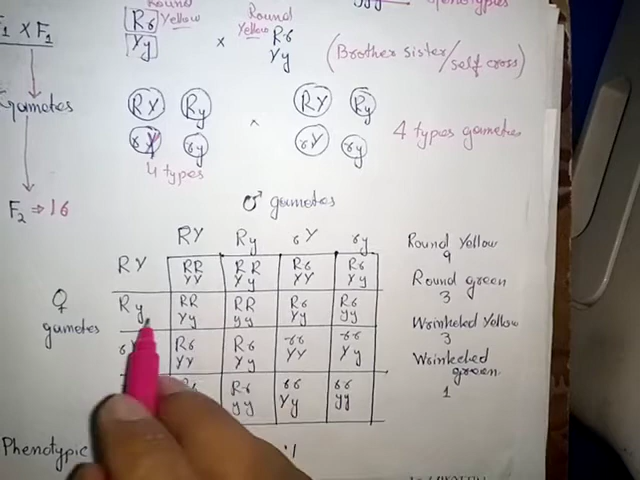 Round Round
Yellow Yellow
F1 X F1 Rr x Rr (Brother sister/self cross)
Yy Yy
Gametes RY Ry x RY Ry 4 types gametes
rY ry rY ry
4 types
F2 ⇒ 16
♂ gametes
RY Ry rY ry Round Yellow
9
RY RR RR Rr Rr Round green
YY Yy YY Yy 3
♀ gametes Ry RR RR Rr Rr Wrinkeled Yellow
Yy yy Yy yy 3
Rr Rr rr rr Wrinkeled green
YY Yy YY Yy 1
Rr rr rr
yy Yy yy
Phenotypic